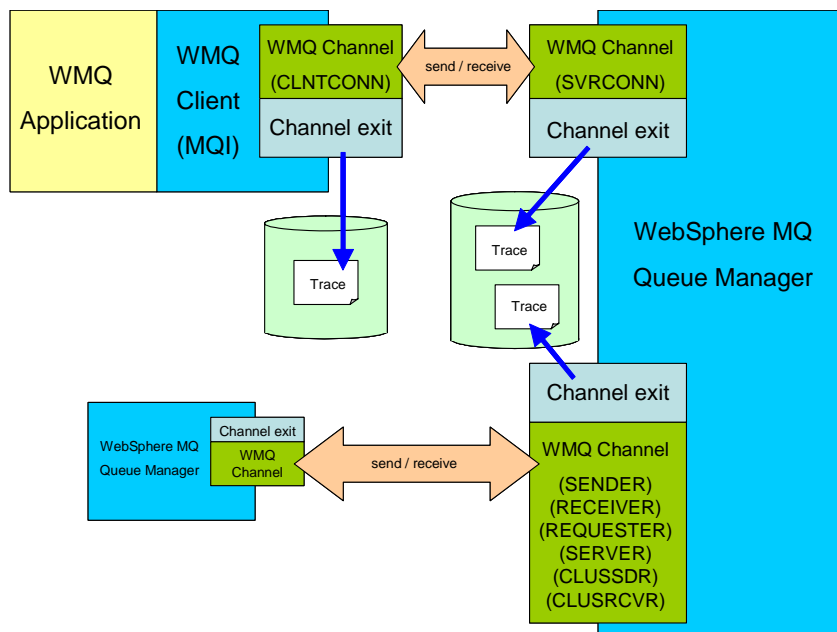 WMQ
Application
WMQ
Client
(MQI)
WMQ Channel
(CLNTCONN)
Channel exit
send / receive
WMQ Channel
(SVRCONN)
Channel exit
Trace
Trace
Trace
WebSphere MQ
Queue Manager
WebSphere MQ
Queue Manager
Channel exit
WMQ
Channel
send / receive
Channel exit
WMQ Channel
(SENDER)
(RECEIVER)
(REQUESTER)
(SERVER)
(CLUSSDR)
(CLUSRCVR)